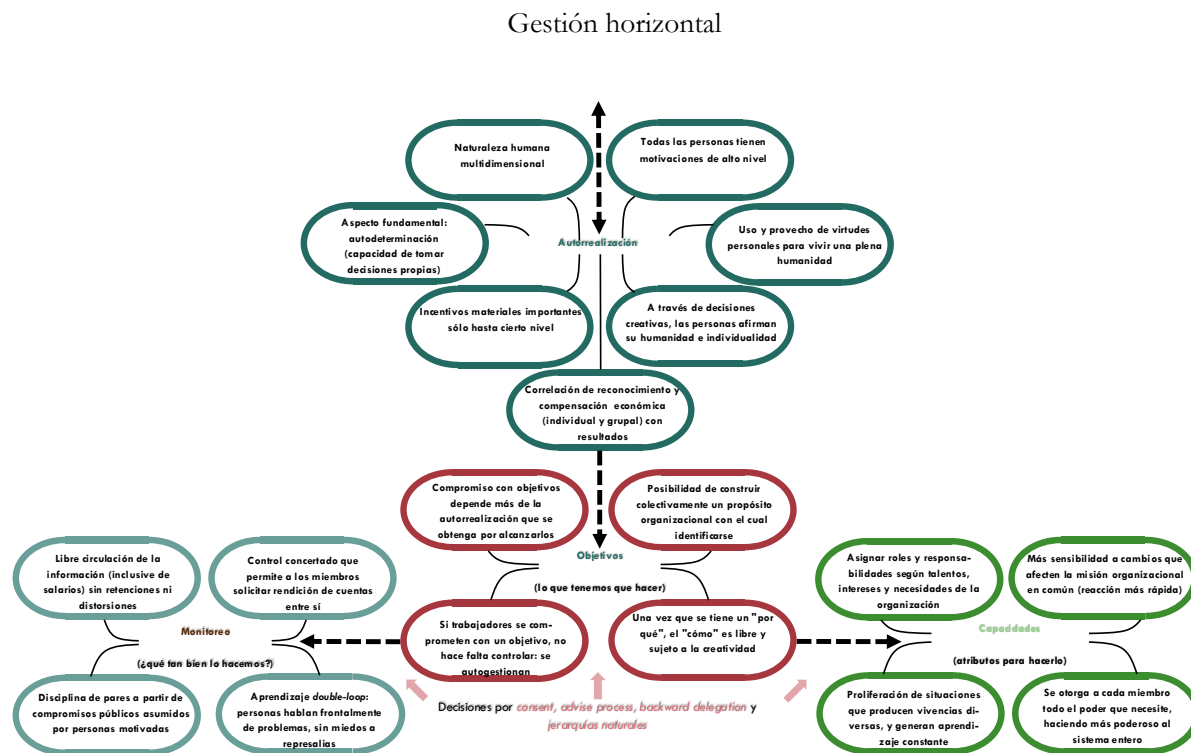 Gestión horizontal
Naturaleza humana
multidimensional
Todas las personas tienen
motivaciones de alto nivel
Aspecto fundamental:
autodeterminación
(capacidad de tomar
decisiones propias)
Autorrealización
Uso y provecho de virtudes
personales para vivir una plena
humanidad
Incentivos materiales importantes
sólo hasta cierto nivel
A través de decisiones
creativas, las personas afirman
su humanidad e individualidad
Correlación de reconocimiento y
compensación económica
(individual y grupal) con
resultados
Compromiso con objetivos
depende más de la
autorrealización que se
obtenga por alcanzarlos
Posibilidad de construir
colectivamente un propósito
organizacional con el cual
identificarse
Objetivos
(lo que tenemos que hacer)
Si trabajadores se com-
prometen con un objetivo, no
hace falta controlar: se
autogestionan
Una vez que se tiene un "por
qué", el "cómo" es libre y
sujeto a la creatividad
Libre circulación de la
información (inclusive de
salarios) sin retenciones ni
distorsiones
Control concertado que
permite a los miembros
solicitar rendición de cuentas
entre sí
Monitoreo
(¿qué tan bien lo hacemos?)
Disciplina de pares a partir de
compromisos públicos asumidos
por personas motivadas
Aprendizaje double-loop:
personas hablan frontalmente
de problemas, sin miedos a
represalias
Asignar roles y responsa-
bilidades según talentos,
intereses y necesidades de la
organización
Más sensibilidad a cambios que
afecten la misión organizacional
en común (reacción más rápida)
Capacidades
(atributos para hacerlo)
Proliferación de situaciones
que producen vivencias di-
versas, y generan aprendi-
zaje constante
Se otorga a cada miembro
todo el poder que necesite,
haciendo más poderoso al
sistema entero
Decisiones por consent, advise process, backward delegation y
jerarquías naturales